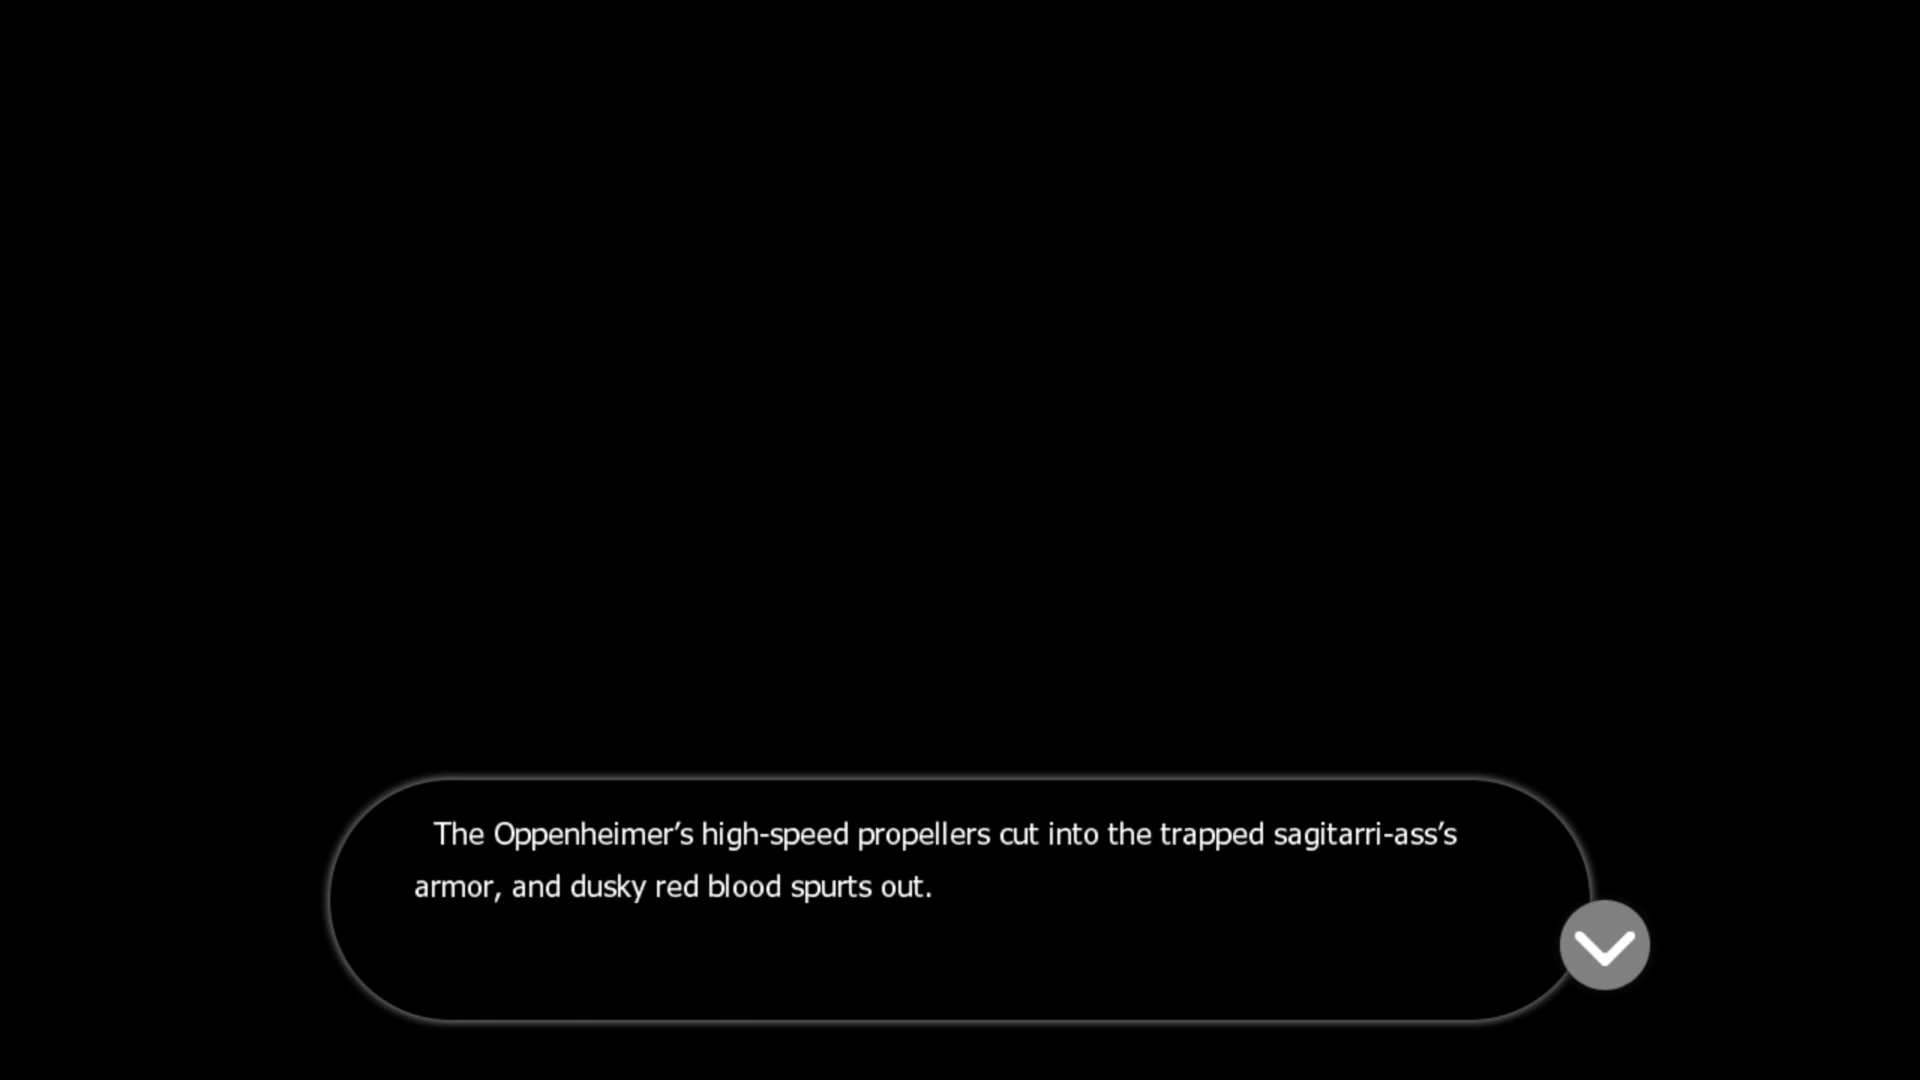 The Oppenheimer’s high-speed propellers cut into the trapped sagitarri-ass’s
armor, and dusky red blood spurts out.